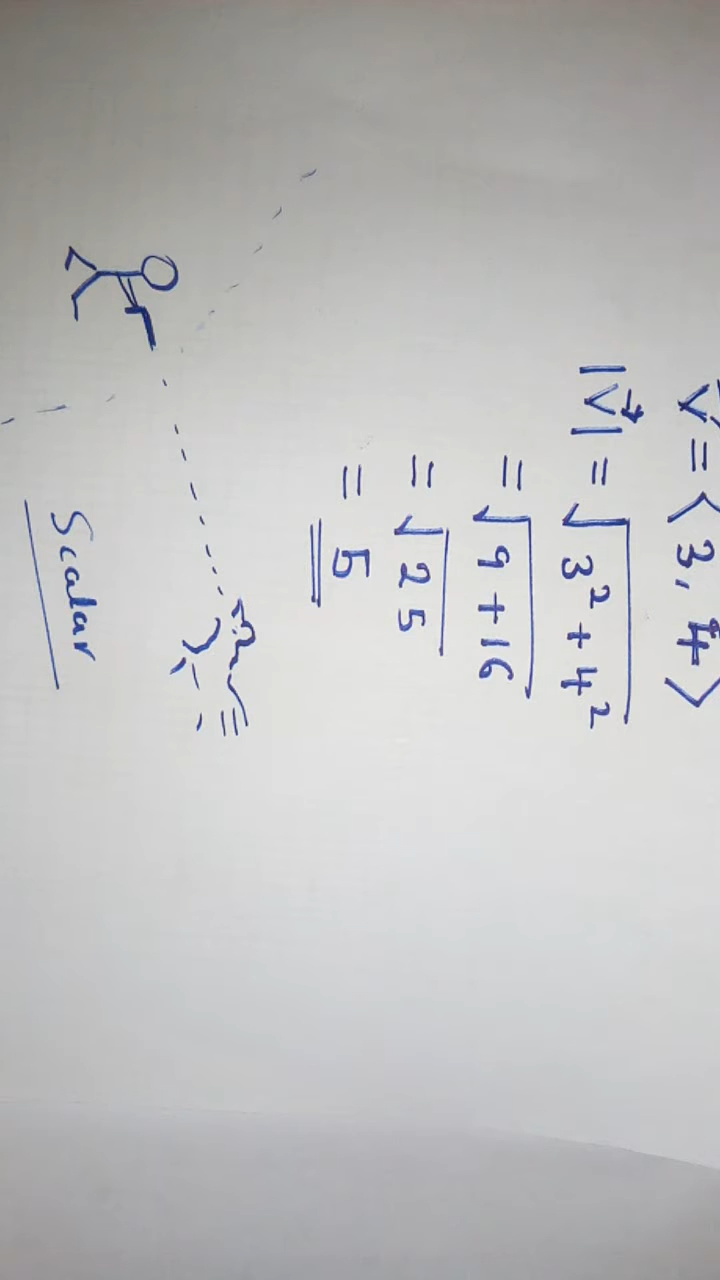 v⃗ = ⟨3, 4⟩
|v⃗| = √3² + 4²
= √9 + 16
= √25
= 5
Scalar